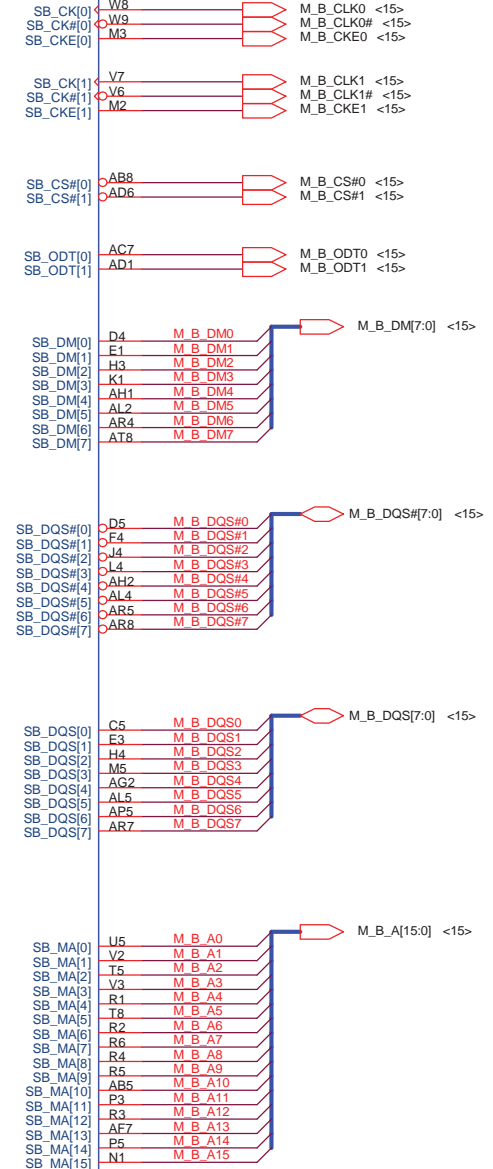 SB_CK[0] W8 M_B_CLK0 <15>
SB_CK#[0] W9 M_B_CLK0# <15>
SB_CKE[0] M3 M_B_CKE0 <15>
SB_CK[1] V7 M_B_CLK1 <15>
SB_CK#[1] V6 M_B_CLK1# <15>
SB_CKE[1] M2 M_B_CKE1 <15>
SB_CS#[0] AB8 M_B_CS#0 <15>
SB_CS#[1] AD6 M_B_CS#1 <15>
SB_ODT[0] AC7 M_B_ODT0 <15>
SB_ODT[1] AD1 M_B_ODT1 <15>
M_B_DM[7:0] <15>
SB_DM[0] D4 M_B_DM0
SB_DM[1] E1 M_B_DM1
SB_DM[2] H3 M_B_DM2
SB_DM[3] K1 M_B_DM3
SB_DM[4] AH1 M_B_DM4
SB_DM[5] AL2 M_B_DM5
SB_DM[6] AR4 M_B_DM6
SB_DM[7] AT8 M_B_DM7
M_B_DQS#[7:0] <15>
SB_DQS#[0] D5 M_B_DQS#0
SB_DQS#[1] F4 M_B_DQS#1
SB_DQS#[2] J4 M_B_DQS#2
SB_DQS#[3] L4 M_B_DQS#3
SB_DQS#[4] AH2 M_B_DQS#4
SB_DQS#[5] AL4 M_B_DQS#5
SB_DQS#[6] AR5 M_B_DQS#6
SB_DQS#[7] AR8 M_B_DQS#7
M_B_DQS[7:0] <15>
SB_DQS[0] C5 M_B_DQS0
SB_DQS[1] E3 M_B_DQS1
SB_DQS[2] H4 M_B_DQS2
SB_DQS[3] M5 M_B_DQS3
SB_DQS[4] AG2 M_B_DQS4
SB_DQS[5] AL5 M_B_DQS5
SB_DQS[6] AP5 M_B_DQS6
SB_DQS[7] AR7 M_B_DQS7
M_B_A[15:0] <15>
SB_MA[0] U5 M_B_A0
SB_MA[1] V2 M_B_A1
SB_MA[2] T5 M_B_A2
SB_MA[3] V3 M_B_A3
SB_MA[4] R1 M_B_A4
SB_MA[5] T8 M_B_A5
SB_MA[6] R2 M_B_A6
SB_MA[7] R6 M_B_A7
SB_MA[8] R4 M_B_A8
SB_MA[9] R5 M_B_A9
SB_MA[10] AB5 M_B_A10
SB_MA[11] P3 M_B_A11
SB_MA[12] R3 M_B_A12
SB_MA[13] AF7 M_B_A13
SB_MA[14] P5 M_B_A14
SB_MA[15] N1 M_B_A15